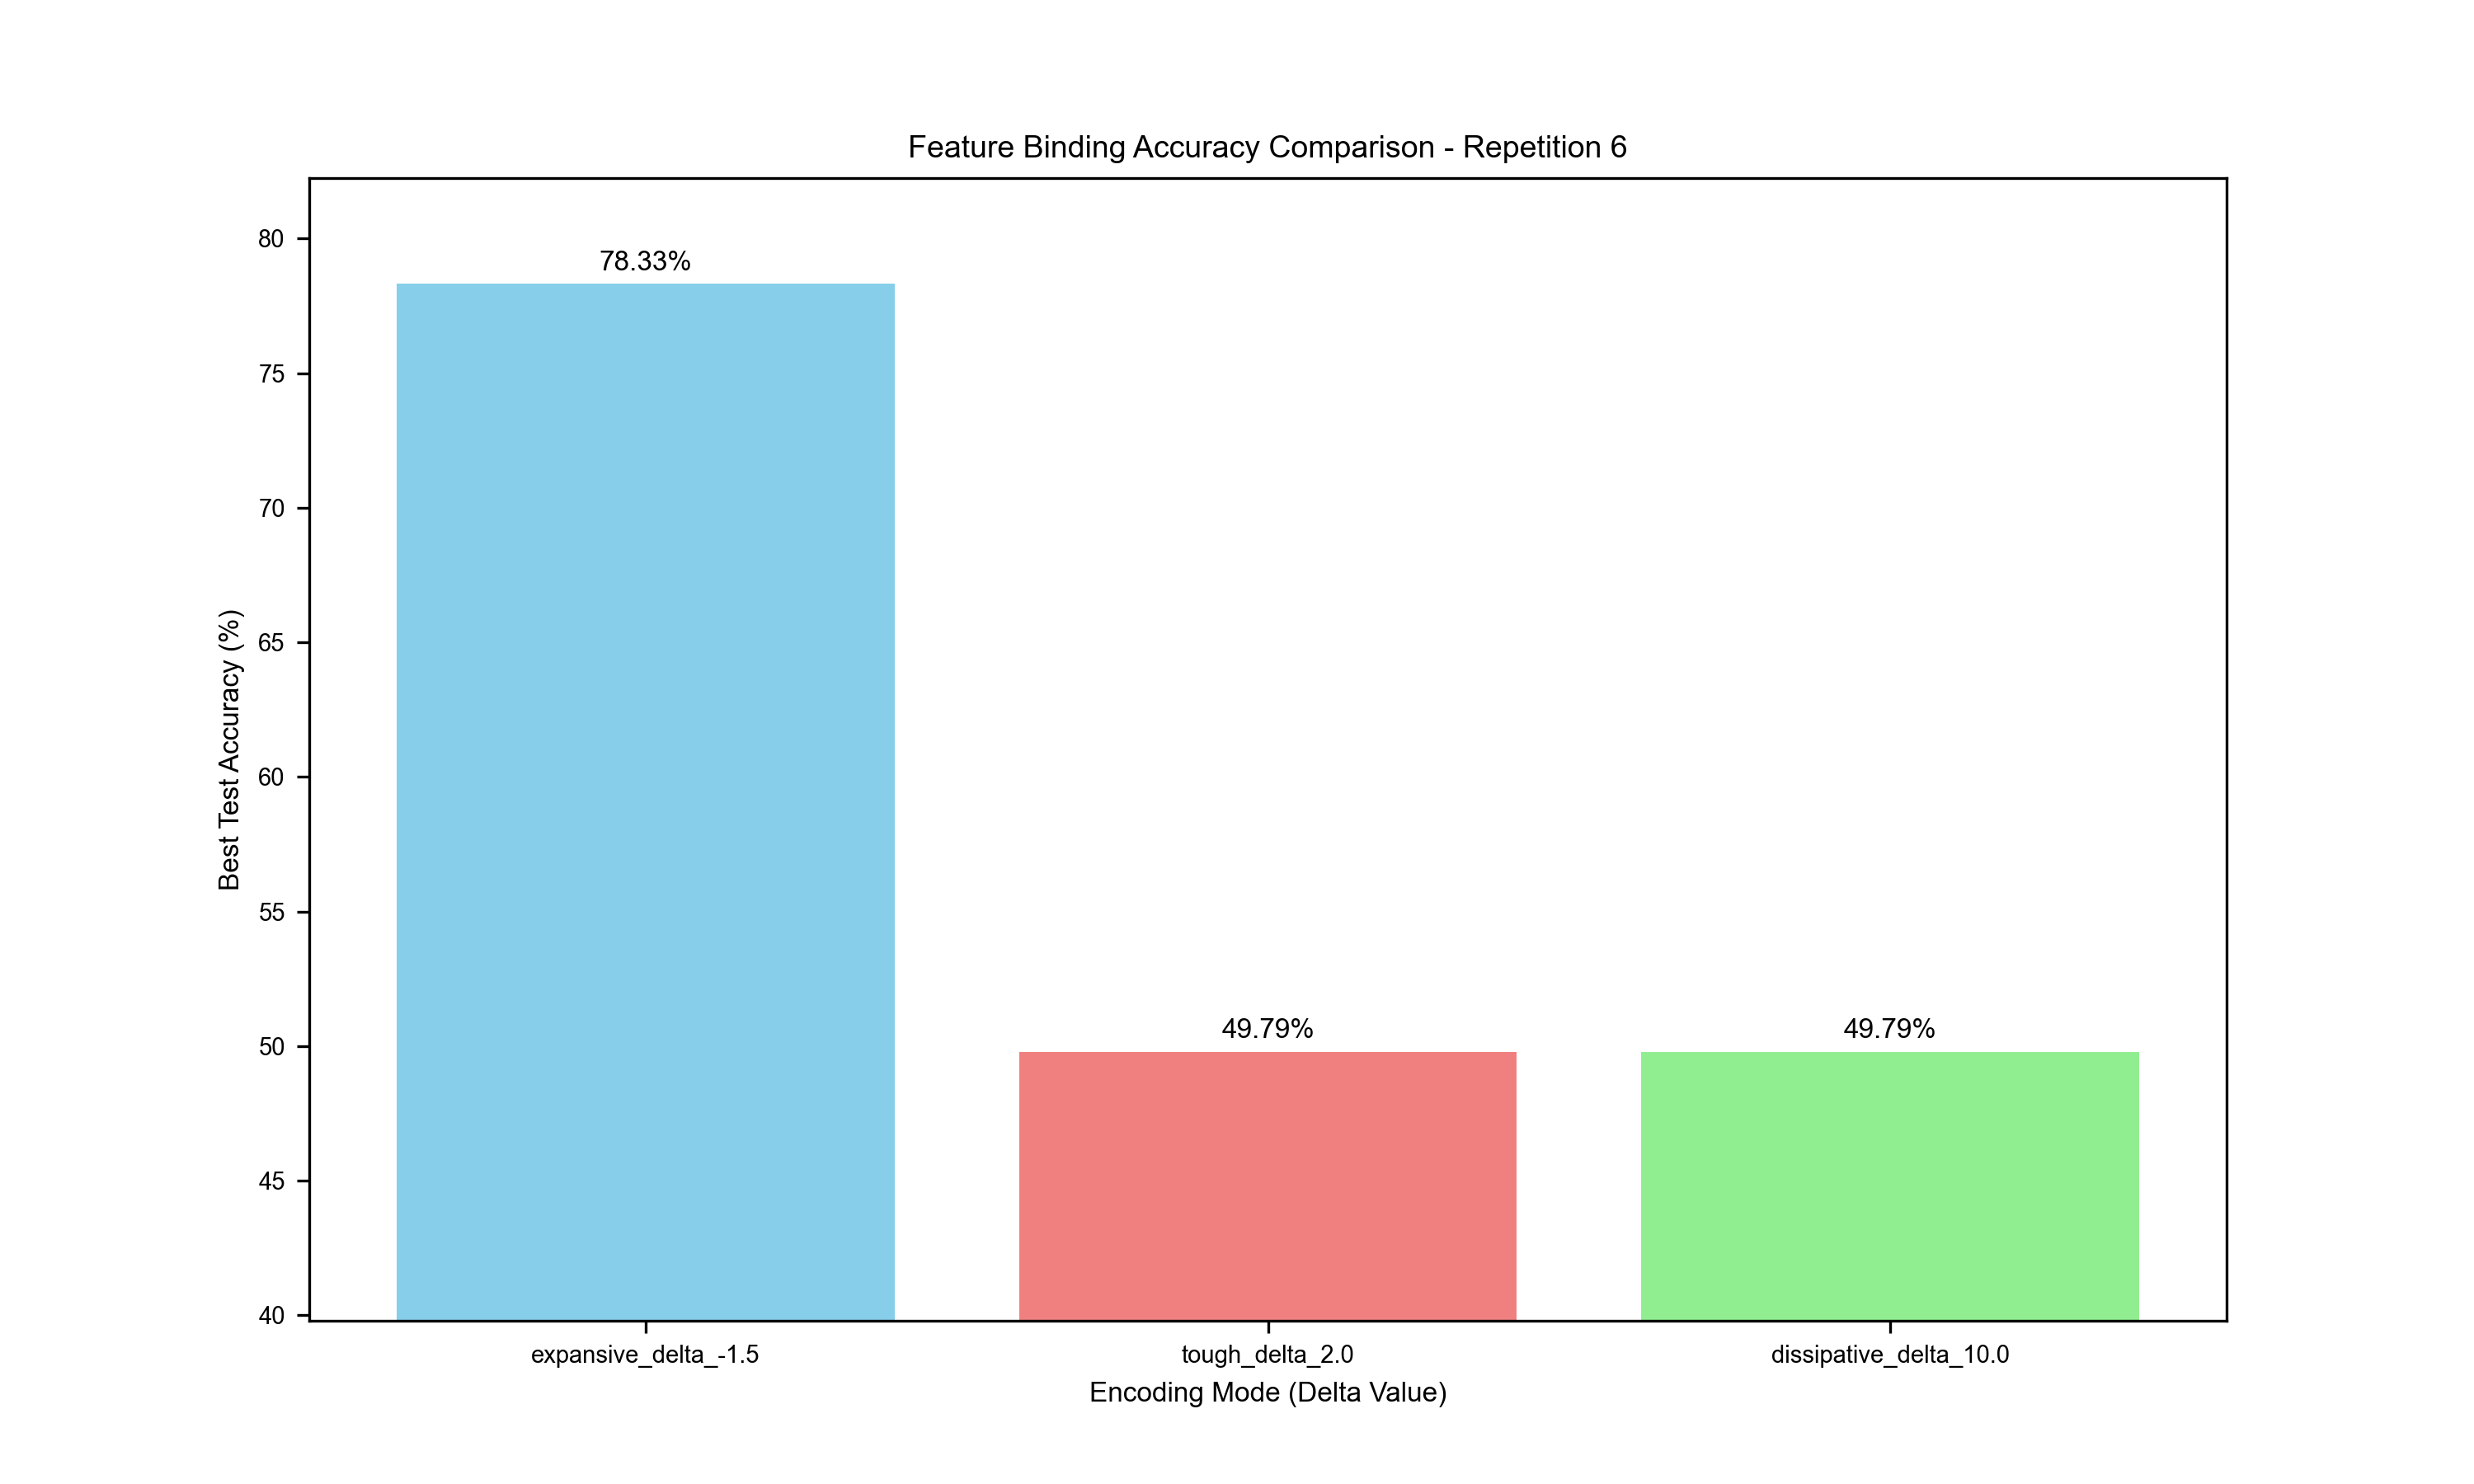 Feature Binding Accuracy Comparison - Repetition 6
Best Test Accuracy (%)
80
75
70
65
60
55
50
45
40
78.33%
49.79%
49.79%
expansive_delta_-1.5
tough_delta_2.0
dissipative_delta_10.0
Encoding Mode (Delta Value)